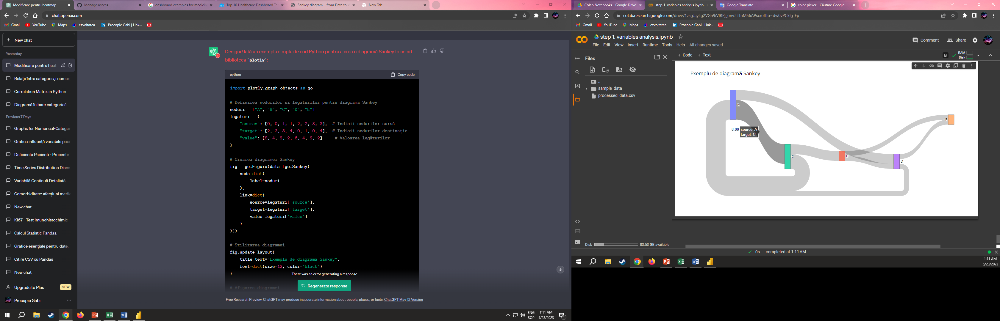 Modificare pentru heatmap.
Manage access
dashboard examples for medicin
Top 10 Healthcare Dashboard Te
Sankey diagram – from Data to V
New Tab
chat.openai.com
Gmail
YouTube
Maps
ezvoltatea
Procopie Gabi | Link...
New chat
Yesterday
Modificare pentru heat
Relații între categorii și numeri
Correlation Matrix in Python
Diagramă în bare categorică
Previous 7 Days
Graphs for Numerical-Categor
Grafice influență variabile paci
Deficienta Pacienti - Procente
Time Series Distribution Disco
Variabilă Continuă Detaliată.
Comorbiditate: afecțiuni medic
New chat
Ki67 - Test Imunohistochimic
Calcul Statistic Pandas.
Grafice esențiale pentru date.
Citire CSV cu Pandas
New chat
Upgrade to Plus
NEW
Procopie Gabi
Desigur! Iată un exemplu simplu de cod Python pentru a crea o diagramă Sankey folosind
biblioteca `plotly`:
python
Copy code
import plotly.graph_objects as go
# Definirea nodurilor și legăturilor pentru diagrama Sankey
noduri = ["A", "B", "C", "D", "E"]
legaturi = {
"source": [0, 0, 1, 1, 2, 2, 3, 3], # Indicii nodurilor sursă
"target": [2, 3, 3, 4, 0, 1, 0, 4], # Indicii nodurilor destinație
"value": [8, 4, 2, 2, 6, 4, 2, 2] # Valoarea legăturilor
}
# Crearea diagramei Sankey
fig = go.Figure(data=[go.Sankey(
node=dict(
label=noduri
),
link=dict(
source=legaturi['source'],
target=legaturi['target'],
value=legaturi['value']
)
)])
# Stilizarea diagramei
fig.update_layout(
title_text="Exemplu de diagramă Sankey",
font=dict(size=12, color='black')
)
There was an error generating a response
# Afișarea diagramei
Regenerate response
Free Research Preview. ChatGPT may produce inaccurate information about people, places, or facts. ChatGPT May 12 Version
ENG
ROP
1:11 AM
5/23/2023
1
Colab Notebooks - Google Drive
step 1. variables analysis.ipynb -
Google Translate
color picker - Căutare Google
colab.research.google.com/drive/1zsgJayLg2VGn9iVlRPj_onvJ-fTnM56A#scrollTo=dw0vPCklg-Fp
Gmail
YouTube
Maps
ezvoltatea
Procopie Gabi | Link...
step 1. variables analysis.ipynb
File Edit View Insert Runtime Tools Help All changes saved
Comment
Share
+ Code + Text
B
RAM
Disk
Files
{x}
..
sample_data
processed_data.csv
Disk
83.53 GB available
Exemplu de diagramă Sankey
A
8.00
source: A
target: C
C
B
D
E
0s completed at 1:11 AM
1:11 AM
5/23/2023